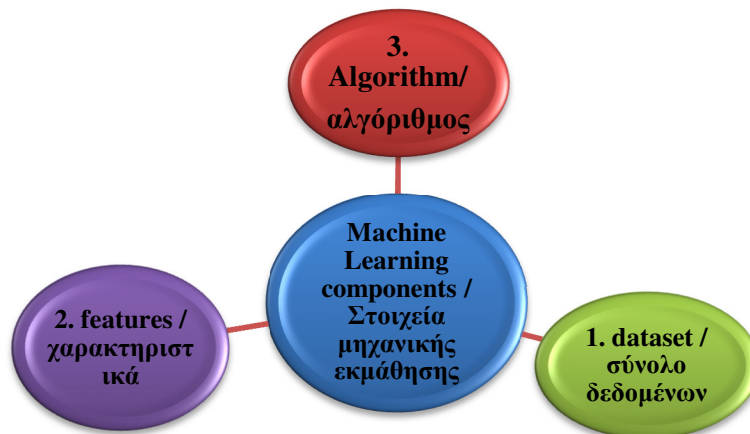 3.
Algorithm/
αλγόριθμος
Machine
Learning
components /
Στοιχεία
μηχανικής
εκμάθησης
2. features /
χαρακτηριστ
ικά
1. dataset /
σύνολο
δεδομένων